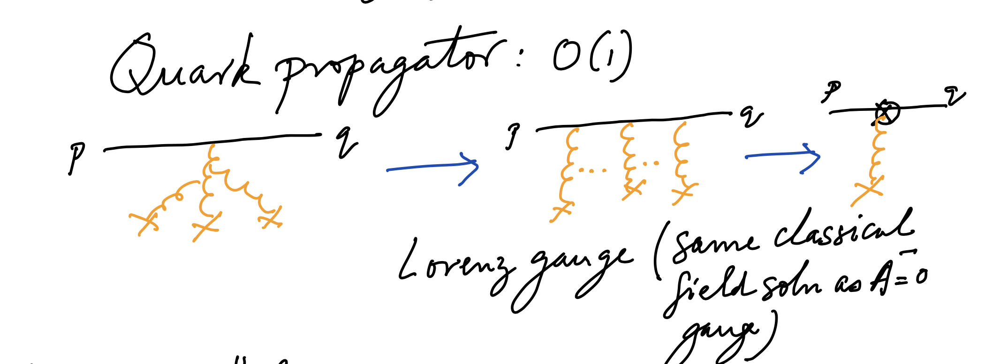 Quark propagator: O(1)
p q
p q
p q
Lorenz gauge (same classical
field soln as A⁻=0
gauge)